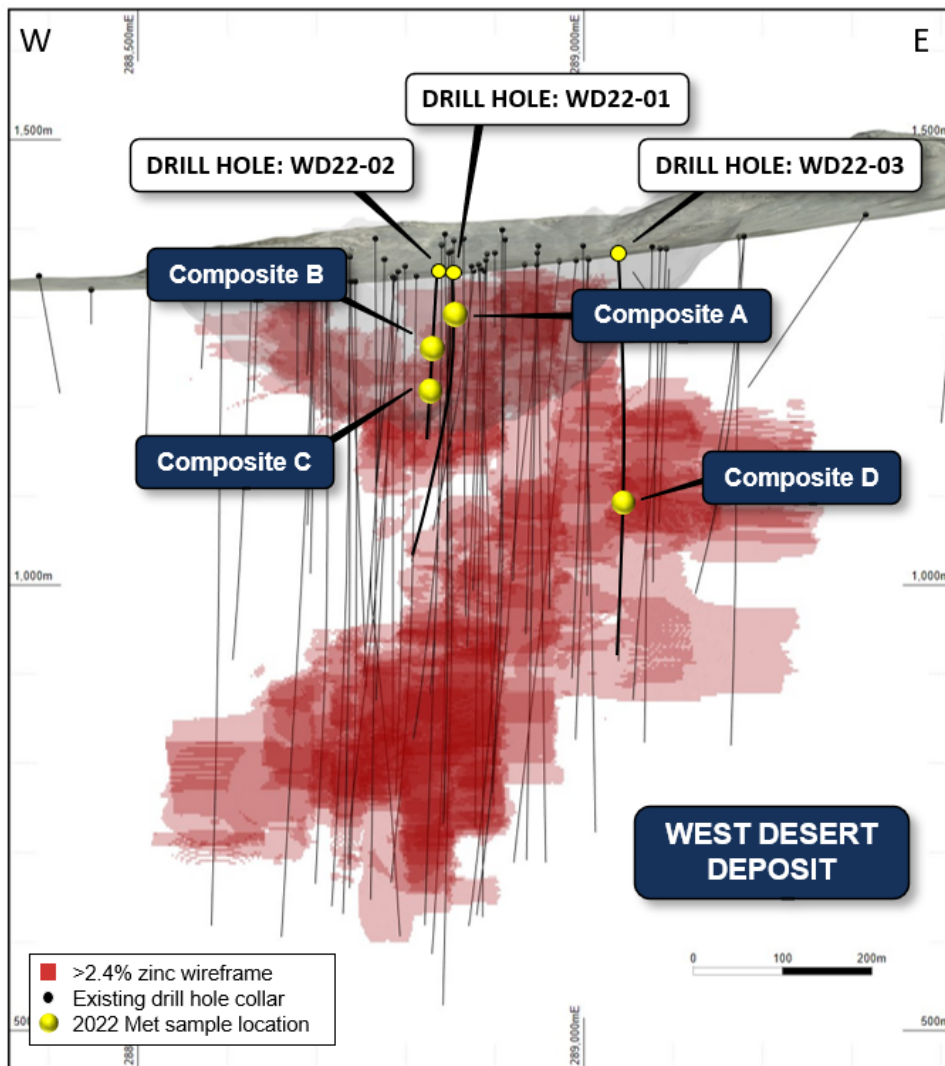 W
E
288,500mE
289,000mE
DRILL HOLE: WD22-01
1,500m
1,500m
DRILL HOLE: WD22-02
DRILL HOLE: WD22-03
Composite B
Composite A
Composite C
Composite D
1,000m
1,000m
WEST DESERT
DEPOSIT
>2.4% zinc wireframe
Existing drill hole collar
2022 Met sample location
0 100 200m
500
500m
288
289,000mE